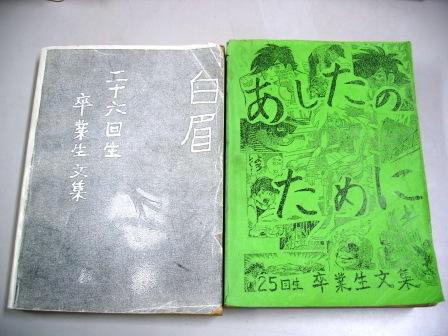 白眉
二十六回生
卒業生文集
あしたの
ために
25回生 卒業生文集